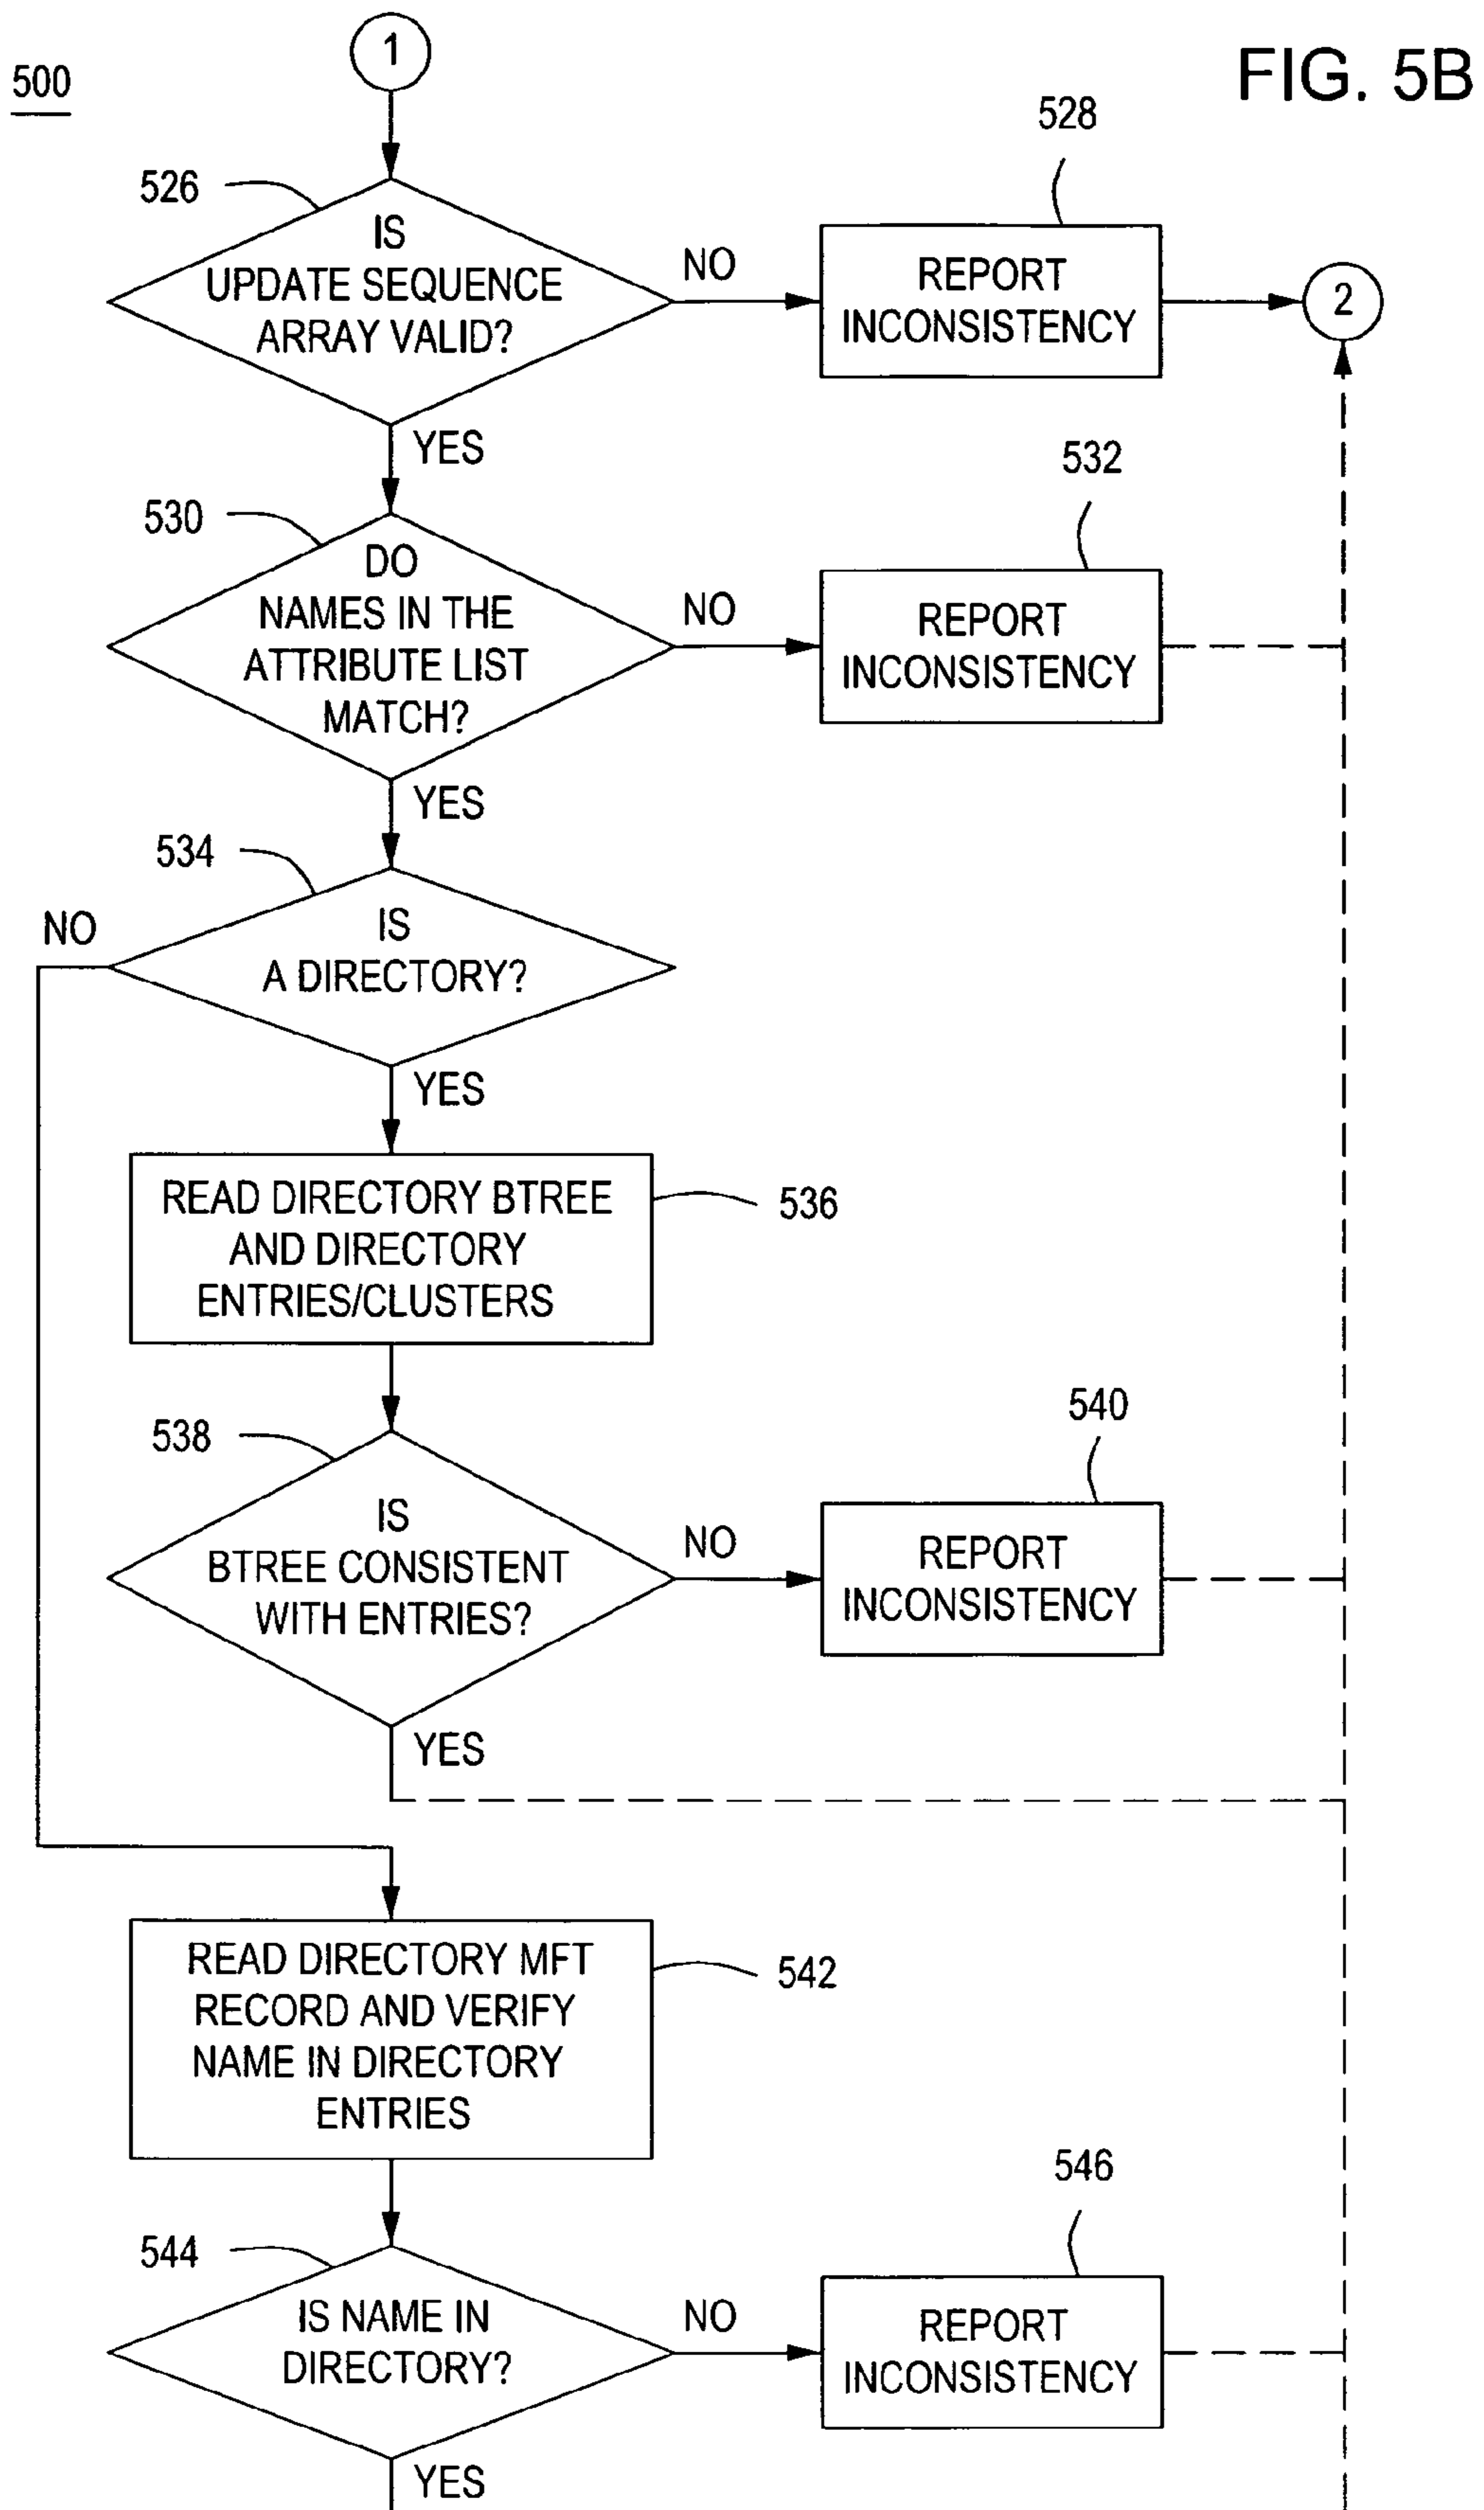 500
1
FIG. 5B
528
526
IS
UPDATE SEQUENCE
ARRAY VALID?
NO
REPORT
INCONSISTENCY
2
YES
532
530
DO
NAMES IN THE
ATTRIBUTE LIST
MATCH?
NO
REPORT
INCONSISTENCY
YES
534
NO
IS
A DIRECTORY?
YES
READ DIRECTORY BTREE
AND DIRECTORY
ENTRIES/CLUSTERS
536
540
538
IS
BTREE CONSISTENT
WITH ENTRIES?
NO
REPORT
INCONSISTENCY
YES
READ DIRECTORY MFT
RECORD AND VERIFY
NAME IN DIRECTORY
ENTRIES
542
546
544
IS NAME IN
DIRECTORY?
NO
REPORT
INCONSISTENCY
YES